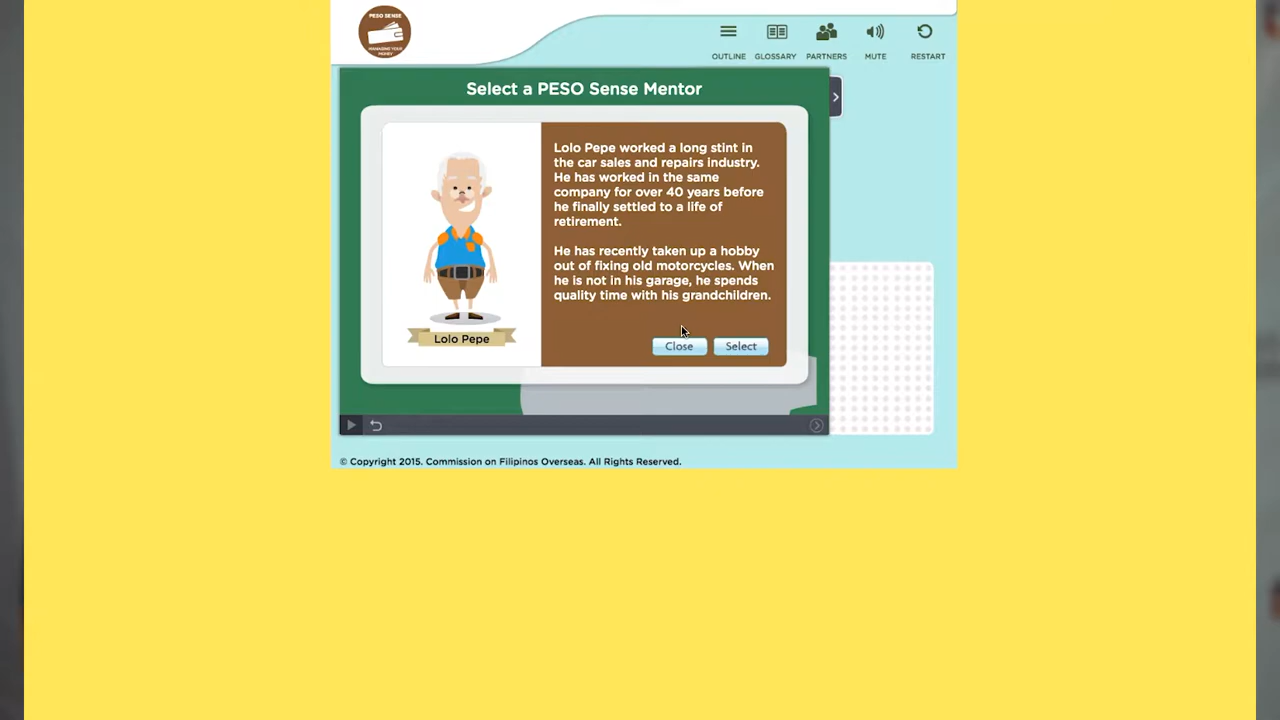 PESO SENSE
MANAGING YOUR
MONEY
OUTLINE
GLOSSARY
PARTNERS
MUTE
RESTART
Select a PESO Sense Mentor
Lolo Pepe worked a long stint in
the car sales and repairs industry.
He has worked in the same
company for over 40 years before
he finally settled to a life of
retirement.
He has recently taken up a hobby
out of fixing old motorcycles. When
he is not in his garage, he spends
quality time with his grandchildren.
Lolo Pepe
Close
Select
© Copyright 2015. Commission on Filipinos Overseas. All Rights Reserved.